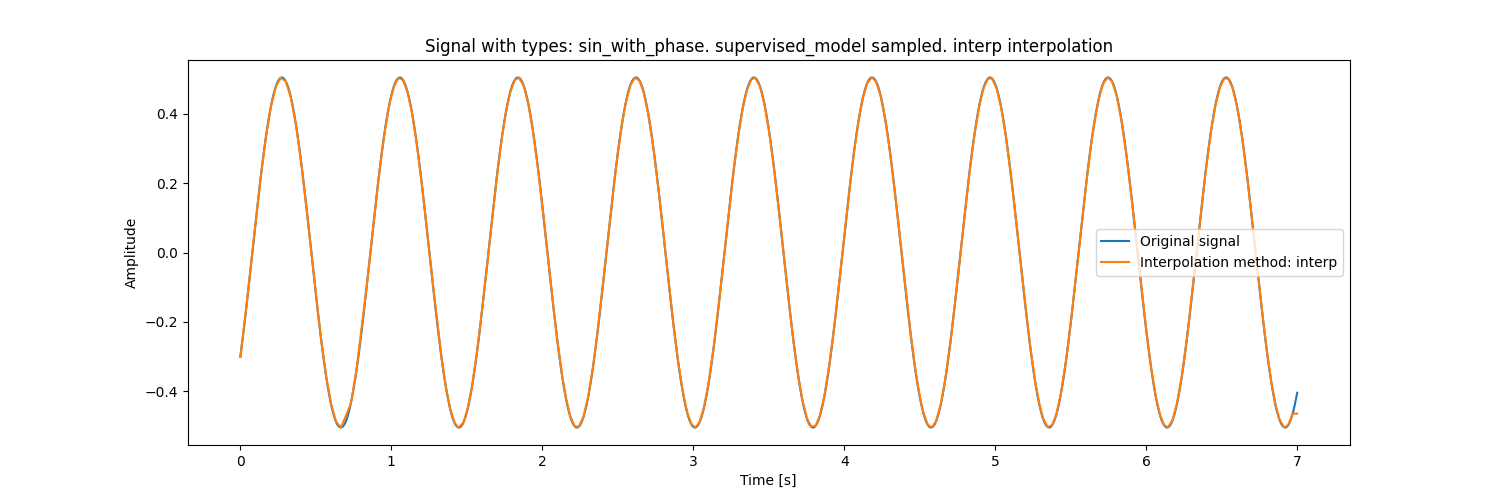 Signal with types: sin_with_phase. supervised_model sampled. interp interpolation
Amplitude
0.4
0.2
0.0
−0.2
−0.4
Original signal
Interpolation method: interp
0 1 2 3 4 5 6 7
Time [s]